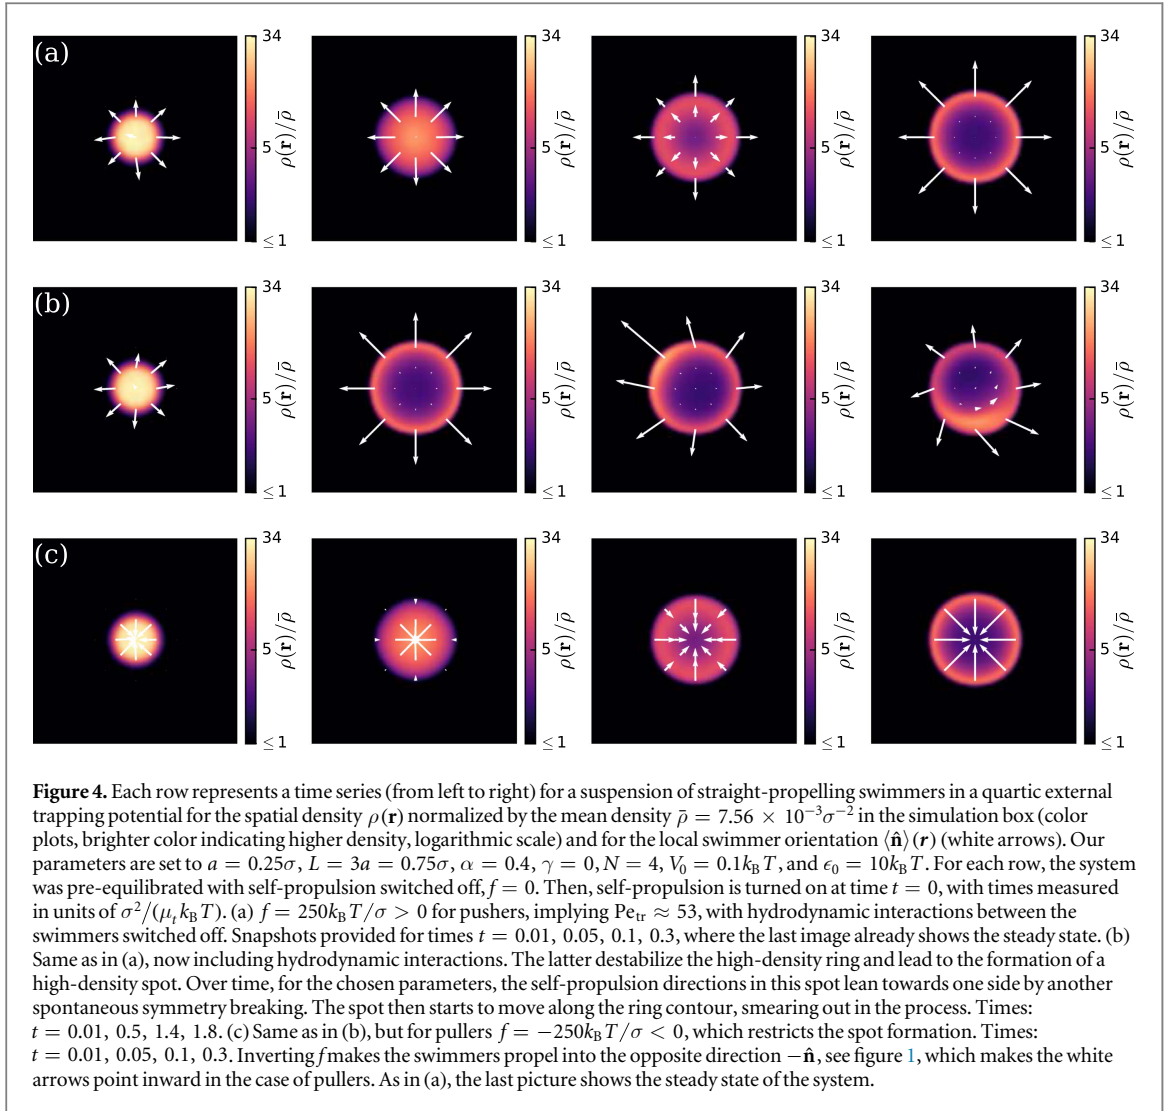 (a)
34
5
≤ 1
ρ(r)/ρ̄
34
5
≤ 1
ρ(r)/ρ̄
34
5
≤ 1
ρ(r)/ρ̄
34
5
≤ 1
ρ(r)/ρ̄
(b)
34
5
≤ 1
ρ(r)/ρ̄
34
5
≤ 1
ρ(r)/ρ̄
34
5
≤ 1
ρ(r)/ρ̄
34
5
≤ 1
ρ(r)/ρ̄
(c)
34
5
≤ 1
ρ(r)/ρ̄
34
5
≤ 1
ρ(r)/ρ̄
34
5
≤ 1
ρ(r)/ρ̄
34
5
≤ 1
ρ(r)/ρ̄
Figure 4. Each row represents a time series (from left to right) for a suspension of straight-propelling swimmers in a quartic external
trapping potential for the spatial density ρ(r) normalized by the mean density ρ̄ = 7.56 × 10⁻³σ⁻² in the simulation box (color
plots, brighter color indicating higher density, logarithmic scale) and for the local swimmer orientation ⟨n̂⟩(r) (white arrows). Our
parameters are set to a = 0.25σ, L = 3a = 0.75σ, α = 0.4, γ = 0, N = 4, V₀ = 0.1k_BT, and ϵ₀ = 10k_BT. For each row, the system
was pre-equilibrated with self-propulsion switched off, f = 0. Then, self-propulsion is turned on at time t = 0, with times measured
in units of σ²/(μ_t k_BT). (a) f = 250k_BT/σ > 0 for pushers, implying Pe_tr ≈ 53, with hydrodynamic interactions between the
swimmers switched off. Snapshots provided for times t = 0.01, 0.05, 0.1, 0.3, where the last image already shows the steady state. (b)
Same as in (a), now including hydrodynamic interactions. The latter destabilize the high-density ring and lead to the formation of a
high-density spot. Over time, for the chosen parameters, the self-propulsion directions in this spot lean towards one side by another
spontaneous symmetry breaking. The spot then starts to move along the ring contour, smearing out in the process. Times:
t = 0.01, 0.5, 1.4, 1.8. (c) Same as in (b), but for pullers f = −250k_BT/σ < 0, which restricts the spot formation. Times:
t = 0.01, 0.05, 0.1, 0.3. Inverting f makes the swimmers propel into the opposite direction −n̂, see figure 1, which makes the white
arrows point inward in the case of pullers. As in (a), the last picture shows the steady state of the system.